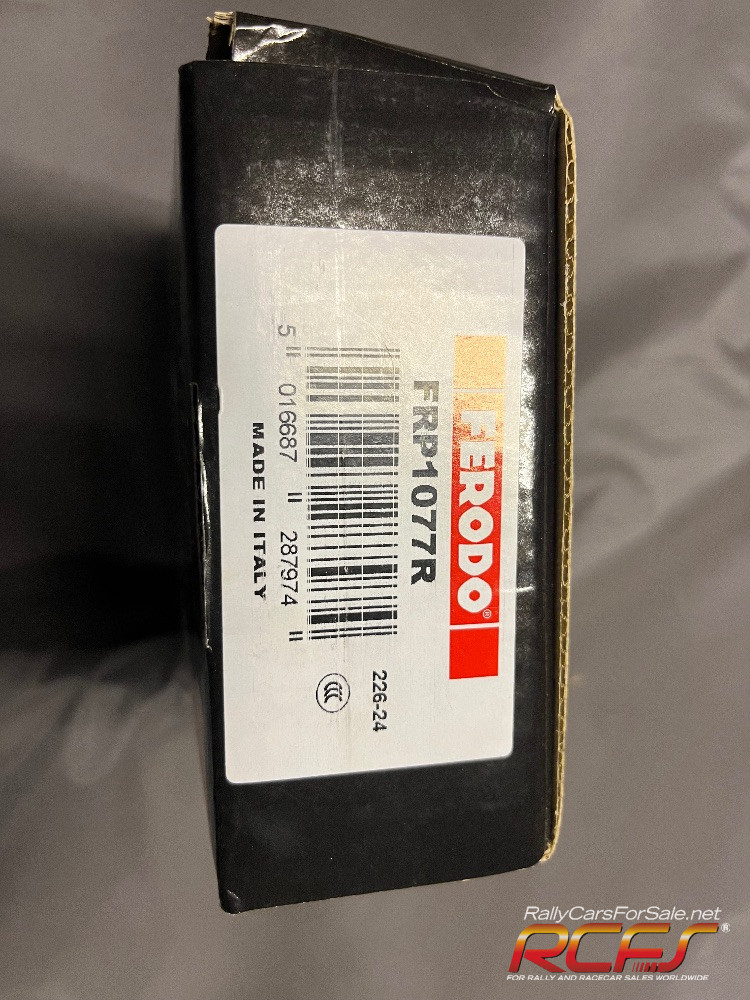 FERODO®
FRP1077R
226-24
5 016687 287974
MADE IN ITALY
RallyCarsForSale.net
RCFS®
FOR RALLY AND RACECAR SALES WORLDWIDE